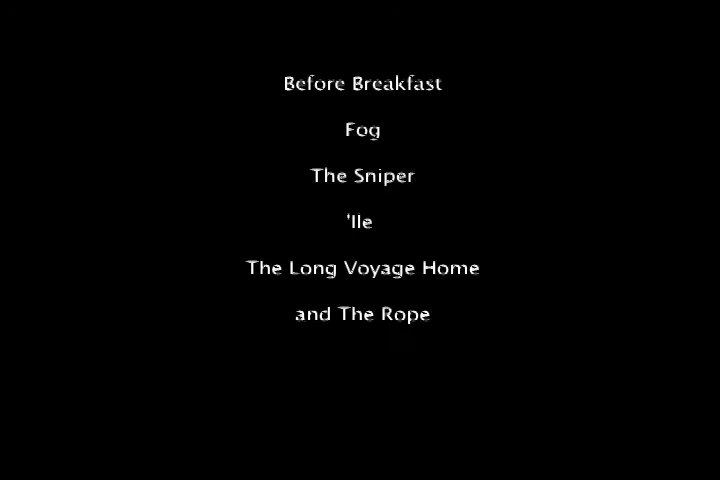 Before Breakfast
Fog
The Sniper
'Ile
The Long Voyage Home
and The Rope